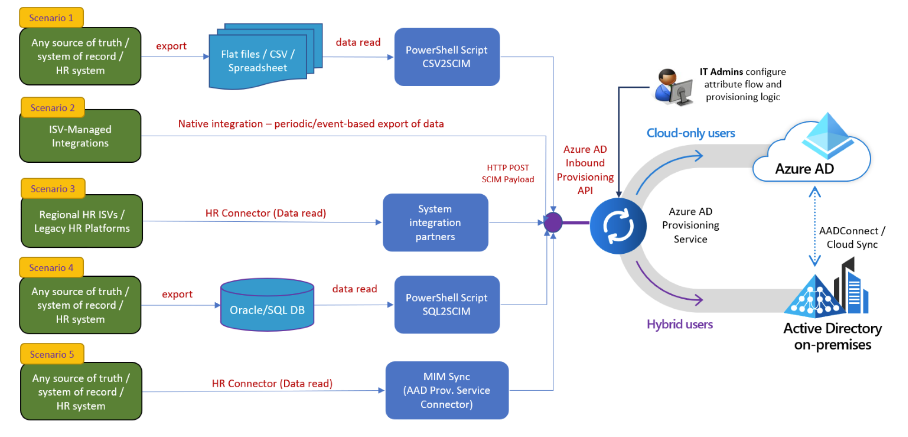 Scenario 1
Any source of truth /
system of record /
HR system
export
Flat files / CSV /
Spreadsheet
data read
PowerShell Script
CSV2SCIM
Scenario 2
ISV-Managed
Integrations
Native integration – periodic/event-based export of data
HTTP POST
SCIM Payload
Azure AD
Inbound
Provisioning
API
Scenario 3
Regional HR ISVs /
Legacy HR Platforms
HR Connector (Data read)
System
integration
partners
Scenario 4
Any source of truth /
system of record /
HR system
export
Oracle/SQL DB
data read
PowerShell Script
SQL2SCIM
Scenario 5
Any source of truth /
system of record /
HR system
HR Connector (Data read)
MIM Sync
(AAD Prov. Service
Connector)
IT Admins configure
attribute flow and
provisioning logic
Cloud-only users
Azure AD
Azure AD
Provisioning
Service
AADConnect /
Cloud Sync
Hybrid users
Active Directory
on-premises